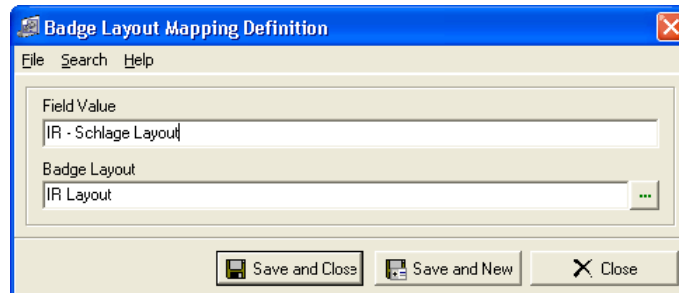 Badge Layout Mapping Definition
File Search Help
Field Value
IR - Schlage Layout
Badge Layout
IR Layout
...
Save and Close Save and New Close